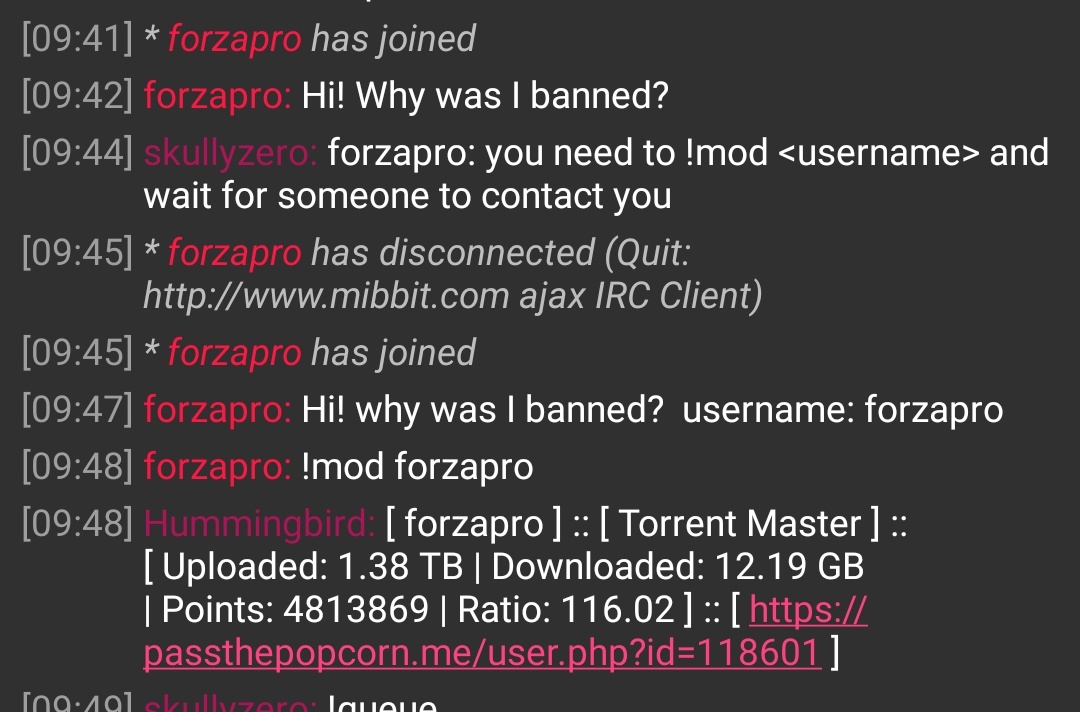 [09:41] * forzapro has joined
[09:42] forzapro: Hi! Why was I banned?
[09:44] skullyzero: forzapro: you need to !mod <username> and
wait for someone to contact you
[09:45] * forzapro has disconnected (Quit:
http://www.mibbit.com ajax IRC Client)
[09:45] * forzapro has joined
[09:47] forzapro: Hi! why was I banned?  username: forzapro
[09:48] forzapro: !mod forzapro
[09:48] Hummingbird: [ forzapro ] :: [ Torrent Master ] ::
[ Uploaded: 1.38 TB | Downloaded: 12.19 GB
| Points: 4813869 | Ratio: 116.02 ] :: [ https://
passthepopcorn.me/user.php?id=118601 ]
[09:49] skullyzero: !queue